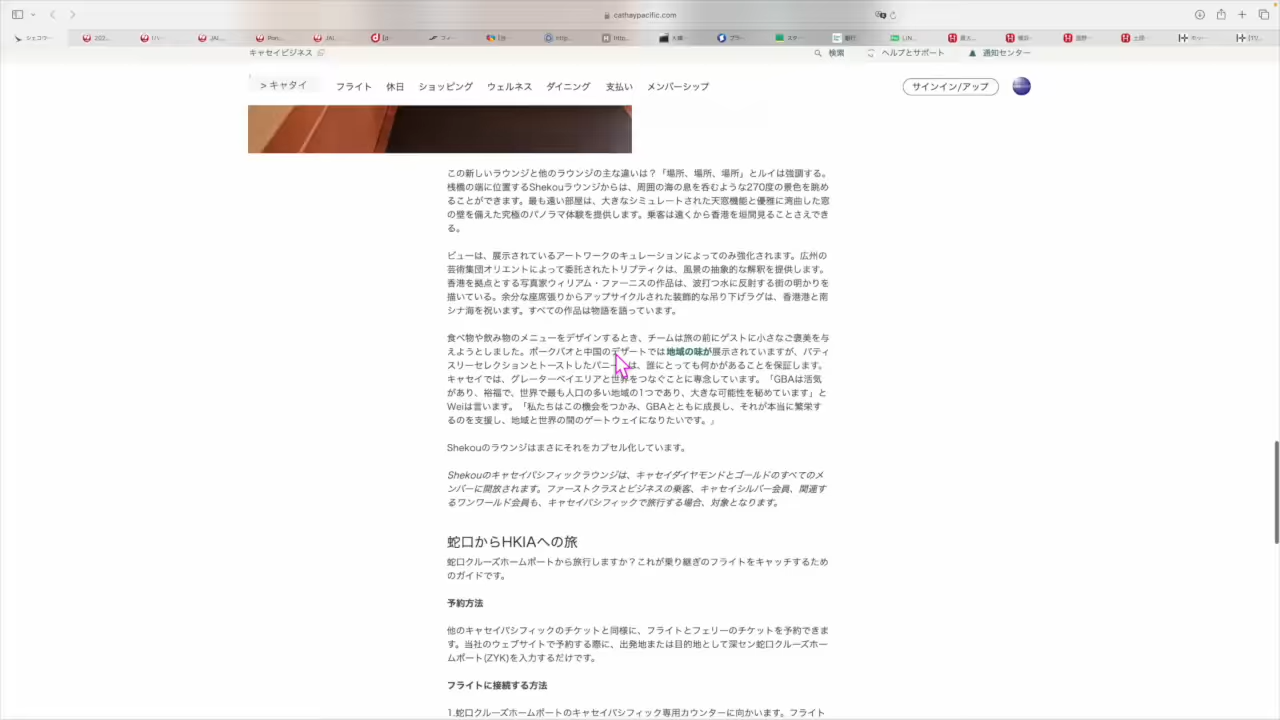 cathaypacific.com
シェコウ...
202...
JAL...
JAL...
Pon...
JAL...
フィ...
http...
http...
大韓...
プラ...
ステ...
銀行...
LiN...
東大...
横浜...
長野...
土団...
キャセイビジネス
検索
ヘルプとサポート
通知センター
> キャタイ
フライト
休日
ショッピング
ウェルネス
ダイニング
支払い
メンバーシップ
サインイン/アップ
この新しいラウンジと他のラウンジの主な違いは？「場所、場所、場所」とルイは強調する。
桟橋の端に位置するShekouラウンジからは、周囲の海の息を呑むような270度の景色を眺め
ることができます。最も遠い部屋は、大きなシミュレートされた天窓機能と優雅に湾曲した窓
の壁を備えた究極のパノラマ体験を提供します。乗客は遠くから香港を垣間見ることさえでき
る。
ビューは、展示されているアートワークのキュレーションによってのみ強化されます。広州の
芸術集団オリエントによって委託されたトリプティクは、風景の抽象的な解釈を提供します。
香港を拠点とする写真家ウィリアム・ファーニスの作品は、波打つ水に反射する街の明かりを
描いている。余分な座席張りからアップサイクルされた装飾的な吊り下げラグは、香港港と南
シナ海を祝います。すべての作品は物語を語っています。
食べ物や飲み物のメニューをデザインするとき、チームは旅の前にゲストに小さなご褒美を与
えようとしました。ポークバオと中国のデザートでは地域の味が展示されていますが、パティ
スリーセレクションとトーストしたパニーニは、誰にとっても何かがあることを保証します。
キャセイでは、グレーターベイエリアと世界をつなぐことに専念しています。「GBAは活気
があり、裕福で、世界で最も人口の多い地域の1つであり、大きな可能性を秘めています」と
Weiは言います。「私たちはこの機会をつかみ、GBAとともに成長し、それが本当に繁栄す
るのを支援し、地域と世界の間のゲートウェイになりたいです。」
Shekouのラウンジはまさにそれをカプセル化しています。
Shekouのキャセイパシフィックラウンジは、キャセイダイヤモンドとゴールドのすべてのメ
ンバーに開放されます。ファーストクラスとビジネスの乗客、キャセイシルバー会員、関連す
るワンワールド会員も、キャセイパシフィックで旅行する場合、対象となります。
蛇口からHKIAへの旅
蛇口クルーズホームポートから旅行しますか？これが乗り継ぎのフライトをキャッチするため
のガイドです。
予約方法
他のキャセイパシフィックのチケットと同様に、フライトとフェリーのチケットを予約できま
す。当社のウェブサイトで予約する際に、出発地または目的地として深セン蛇口クルーズホー
ムポート(ZYK)を入力するだけです。
フライトに接続する方法
1.蛇口クルーズホームポートのキャセイパシフィック専用カウンターに向かいます。フライト